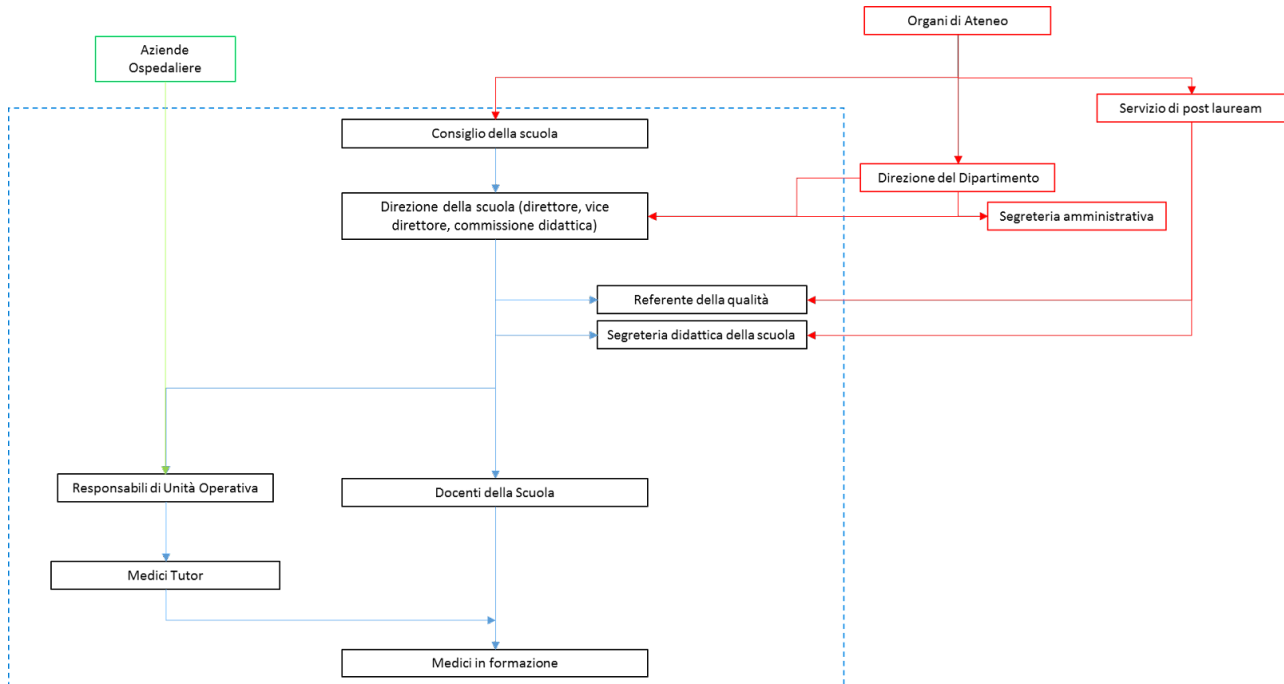 Organi di Ateneo
Aziende
Ospedaliere
Servizio di post lauream
Consiglio della scuola
Direzione del Dipartimento
Direzione della scuola (direttore, vice
direttore, commissione didattica)
Segreteria amministrativa
Referente della qualità
Segreteria didattica della scuola
Responsabili di Unità Operativa
Docenti della Scuola
Medici Tutor
Medici in formazione